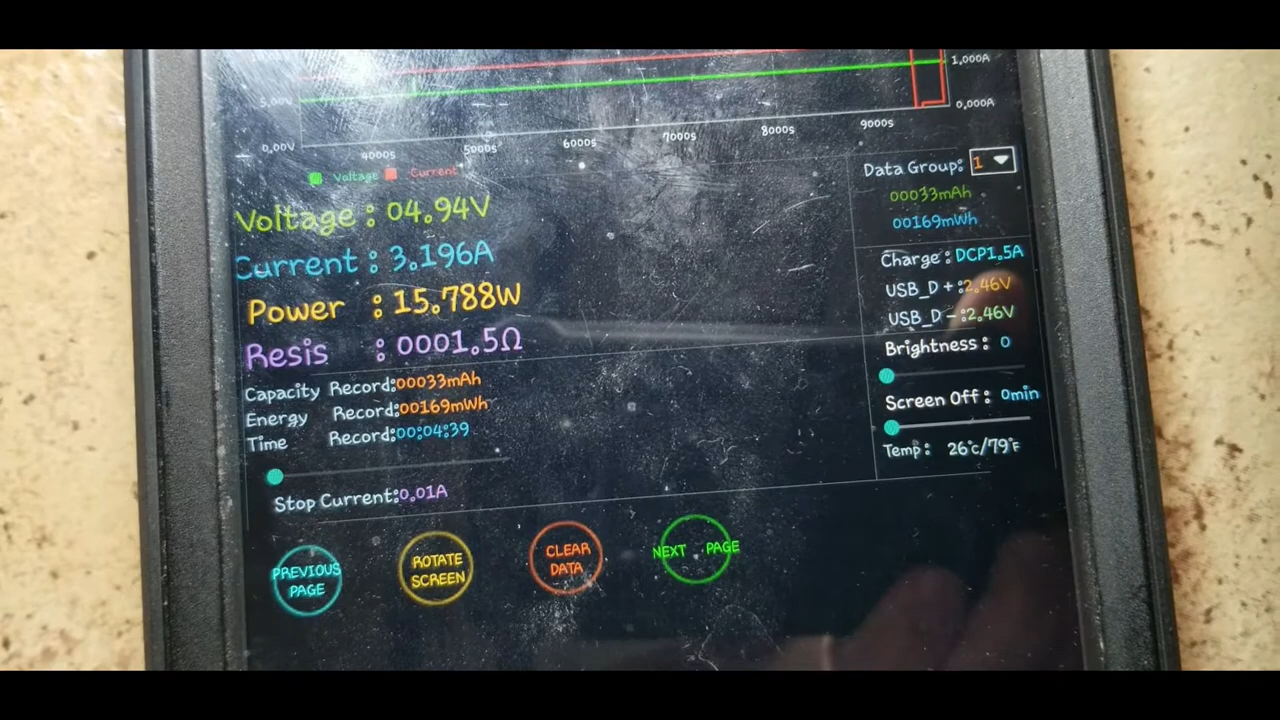 1,000A
5.00V
0,000A
0,00V
4000s 5000s 6000s 7000s 8000s 9000s
Voltage Current
Voltage : 04.94V
Current : 3.196A
Power : 15.788W
Resis : 0001.5Ω
Capacity Record:00033mAh
Energy Record:00169mWh
Time Record:00:04:39
Stop Current:0.01A
Data Group: 1
00033mAh
00169mWh
Charge : DCP1.5A
USB_D + :2.46V
USB_D - :2.46V
Brightness : 0
Screen Off : 0min
Temp : 26°c/79°F
PREVIOUS
PAGE
ROTATE
SCREEN
CLEAR
DATA
NEXT PAGE